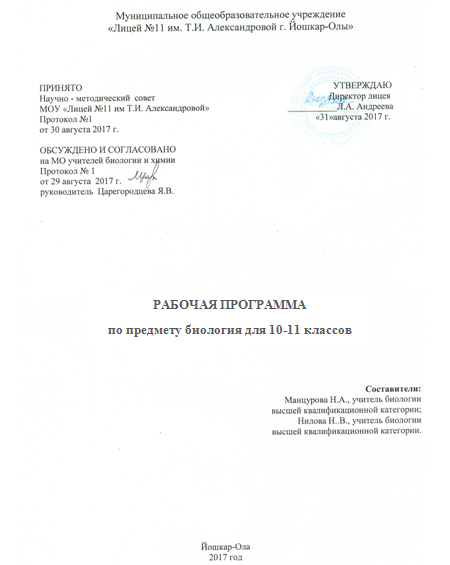 Муниципальное общеобразовательное учреждение
«Лицей №11 им. Т.И. Александровой г. Йошкар-Олы»
ПРИНЯТО
Научно - методический  совет
МОУ «Лицей №11 им Т.И. Александровой»
Протокол №1
от 30 августа 2017 г.
УТВЕРЖДАЮ
Директор лицея
Л.А. Андреева
«31»августа 2017 г.
ОБСУЖДЕНО И СОГЛАСОВАНО
на МО учителей биологии и химии
Протокол № 1
от 29 августа  2017 г.
руководитель  Царегородцева Я.В.
РАБОЧАЯ ПРОГРАММА
по предмету биология для 10-11 классов
Составители:
Манцурова Н.А., учитель биологии
высшей квалификационной категории;
Нилова Н..В., учитель биологии
высшей квалификационной категории.
Йошкар-Ола
2017 год